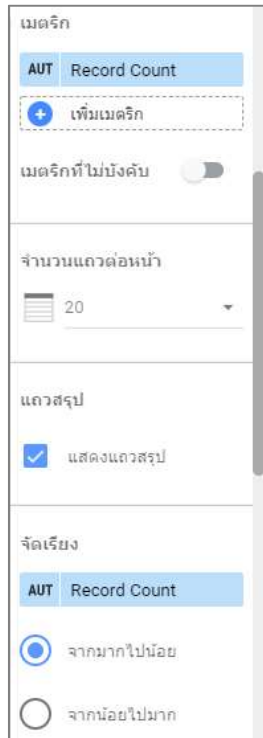 เมตริก
AUT Record Count
เพิ่มเมตริก
เมตริกที่ไม่บังคับ
จำนวนแถวต่อหน้า
20
แถวสรุป
แสดงแถวสรุป
จัดเรียง
AUT Record Count
จากมากไปน้อย
จากน้อยไปมาก